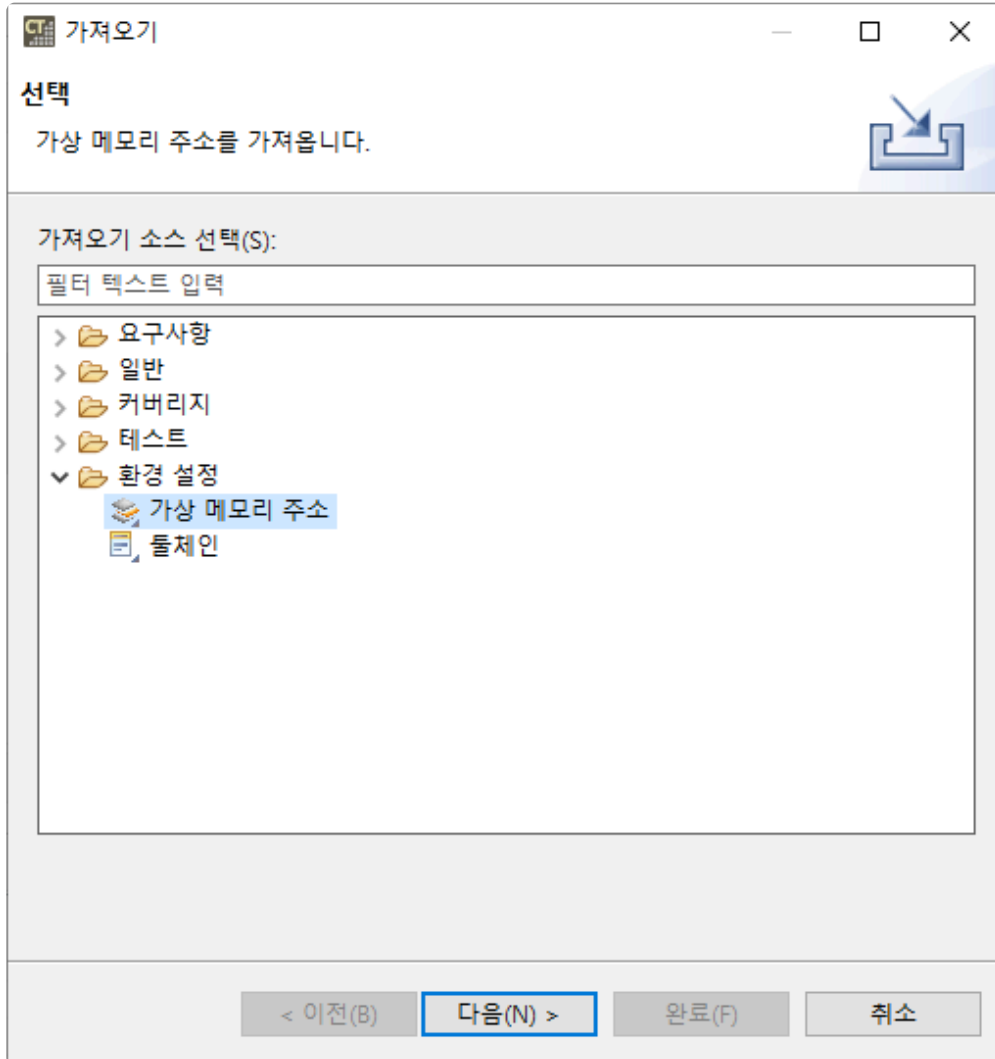 CT 가져오기
선택
가상 메모리 주소를 가져옵니다.
가져오기 소스 선택(S):
필터 텍스트 입력
요구사항
일반
커버리지
테스트
환경 설정
가상 메모리 주소
툴체인
< 이전(B) 다음(N) > 완료(F) 취소